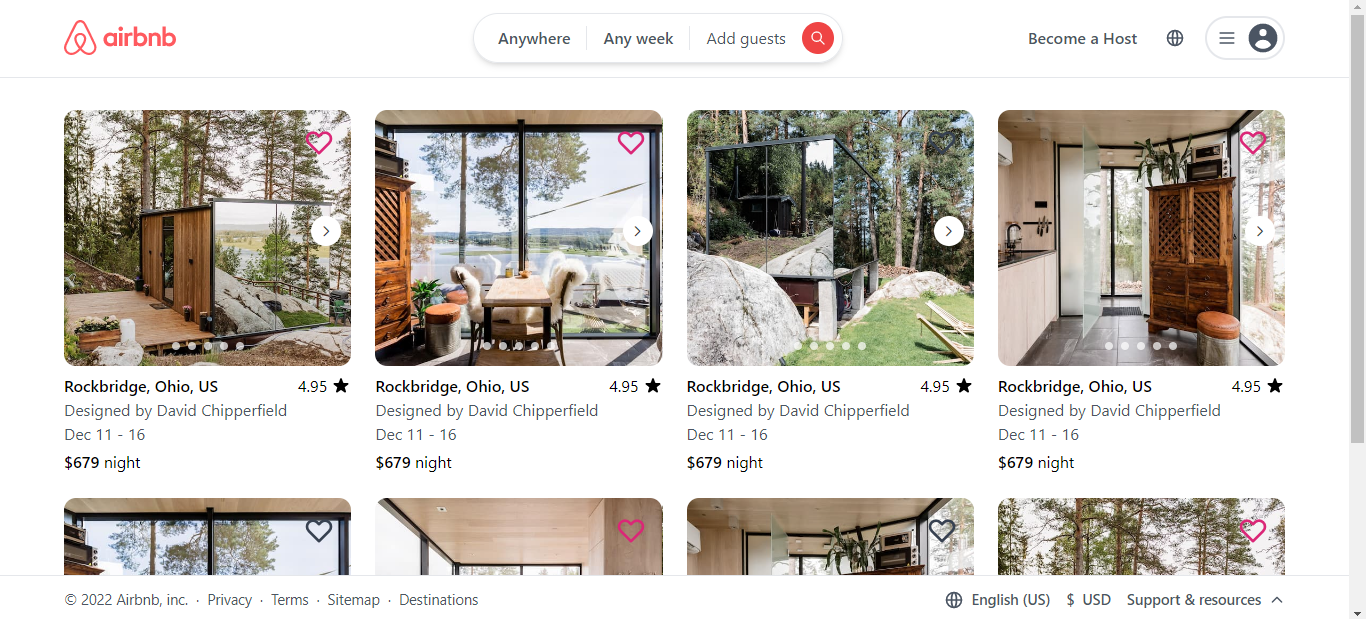 airbnb
Anywhere
Any week
Add guests
Become a Host
Rockbridge, Ohio, US 4.95
Designed by David Chipperfield
Dec 11 - 16
$679 night
Rockbridge, Ohio, US 4.95
Designed by David Chipperfield
Dec 11 - 16
$679 night
Rockbridge, Ohio, US 4.95
Designed by David Chipperfield
Dec 11 - 16
$679 night
Rockbridge, Ohio, US 4.95
Designed by David Chipperfield
Dec 11 - 16
$679 night
© 2022 Airbnb, inc. · Privacy · Terms · Sitemap · Destinations
English (US) $ USD Support & resources